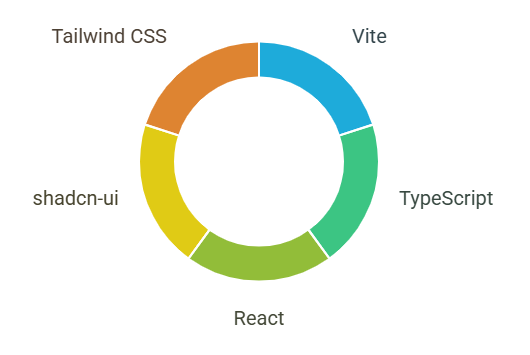 Tailwind CSS
Vite
shadcn-ui
TypeScript
React